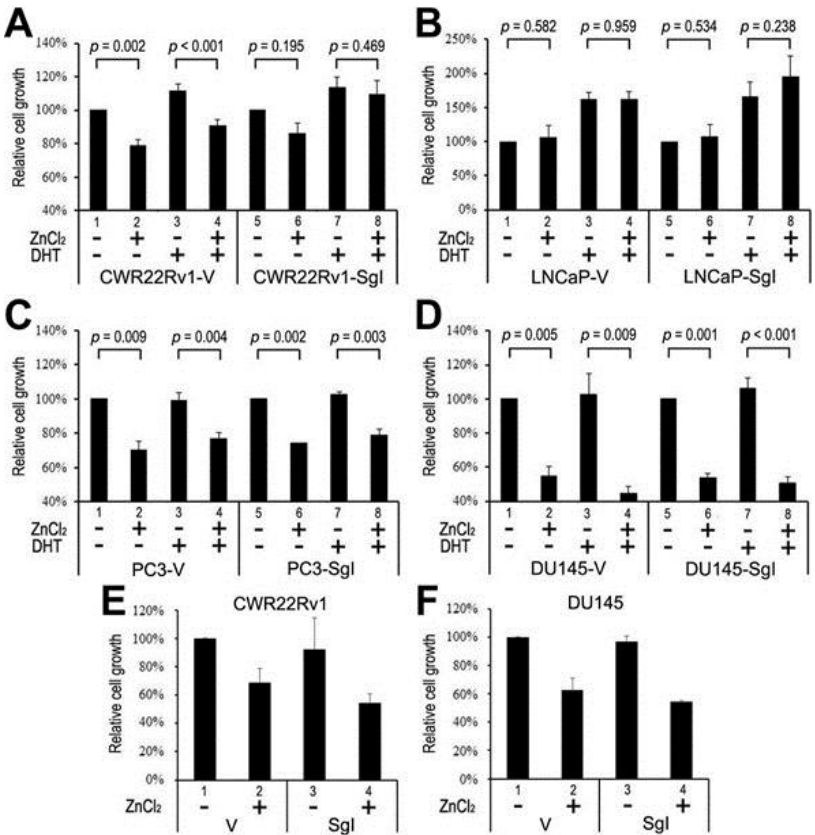 A
p = 0.002 p < 0.001 p = 0.195 p = 0.469
Relative cell growth
140%
120%
100%
80%
60%
40%
1 2 3 4 5 6 7 8
ZnCl₂ - + - + - + - +
DHT - - + + - - + +
CWR22Rv1-V CWR22Rv1-SgI
B
p = 0.582 p = 0.959 p = 0.534 p = 0.238
Relative cell growth
250%
200%
150%
100%
50%
0%
1 2 3 4 5 6 7 8
ZnCl₂ - + - + - + - +
DHT - - + + - - + +
LNCaP-V LNCaP-SgI
C
p = 0.009 p = 0.004 p = 0.002 p = 0.003
Relative cell growth
140%
120%
100%
80%
60%
40%
1 2 3 4 5 6 7 8
ZnCl₂ - + - + - + - +
DHT - - + + - - + +
PC3-V PC3-SgI
D
p = 0.005 p = 0.009 p = 0.001 p < 0.001
Relative cell growth
140%
120%
100%
80%
60%
40%
1 2 3 4 5 6 7 8
ZnCl₂ - + - + - + - +
DHT - - + + - - + +
DU145-V DU145-SgI
E
CWR22Rv1
Relative cell growth
120%
100%
80%
60%
40%
20%
0%
1 2 3 4
ZnCl₂ - + - +
V SgI
F
DU145
Relative cell growth
120%
100%
80%
60%
40%
20%
0%
1 2 3 4
ZnCl₂ - + - +
V SgI